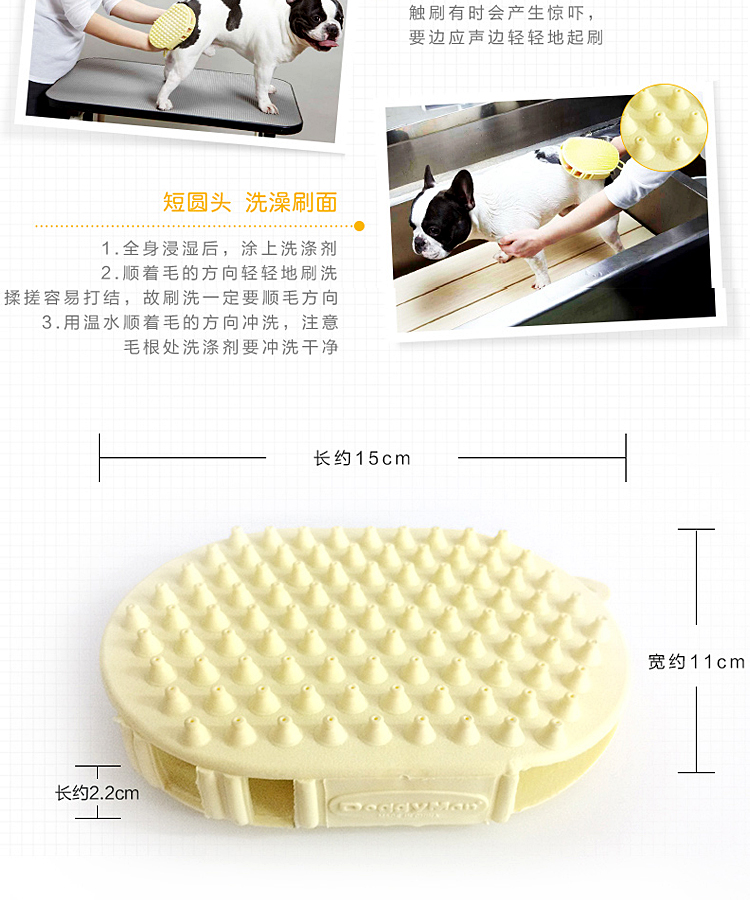 触刷有时会产生惊吓，
要边应声边轻轻地起刷
短圆头 洗澡刷面
1.全身浸湿后，涂上洗涤剂
2.顺着毛的方向轻轻地刷洗
揉搓容易打结，故刷洗一定要顺毛方向
3.用温水顺着毛的方向冲洗，注意
毛根处洗涤剂要冲洗干净
长约15cm
宽约11cm
长约2.2cm
DoggyMan